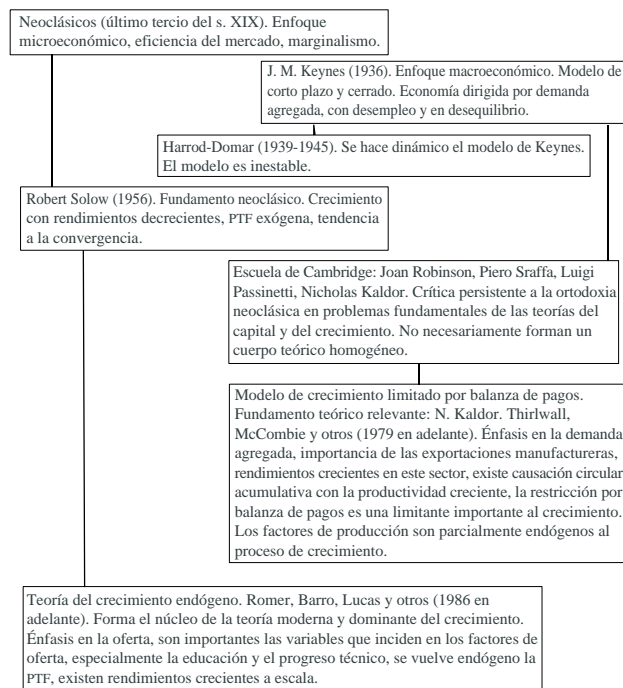 Neoclásicos (último tercio del s. XIX). Enfoque
microeconómico, eficiencia del mercado, marginalismo.
J. M. Keynes (1936). Enfoque macroeconómico. Modelo de
corto plazo y cerrado. Economía dirigida por demanda
agregada, con desempleo y en desequilibrio.
Harrod-Domar (1939-1945). Se hace dinámico el modelo de Keynes.
El modelo es inestable.
Robert Solow (1956). Fundamento neoclásico. Crecimiento
con rendimientos decrecientes, PTF exógena, tendencia
a la convergencia.
Escuela de Cambridge: Joan Robinson, Piero Sraffa, Luigi
Passinetti, Nicholas Kaldor. Crítica persistente a la ortodoxia
neoclásica en problemas fundamentales de las teorías del
capital y del crecimiento. No necesariamente forman un
cuerpo teórico homogéneo.
Modelo de crecimiento limitado por balanza de pagos.
Fundamento teórico relevante: N. Kaldor. Thirlwall,
McCombie y otros (1979 en adelante). Énfasis en la demanda
agregada, importancia de las exportaciones manufactureras,
rendimientos crecientes en este sector, existe causación circular
acumulativa con la productividad creciente, la restricción por
balanza de pagos es una limitante importante al crecimiento.
Los factores de producción son parcialmente endógenos al
proceso de crecimiento.
Teoría del crecimiento endógeno. Romer, Barro, Lucas y otros (1986 en
adelante). Forma el núcleo de la teoría moderna y dominante del crecimiento.
Énfasis en la oferta, son importantes las variables que inciden en los factores de
oferta, especialmente la educación y el progreso técnico, se vuelve endógeno la
PTF, existen rendimientos crecientes a escala.